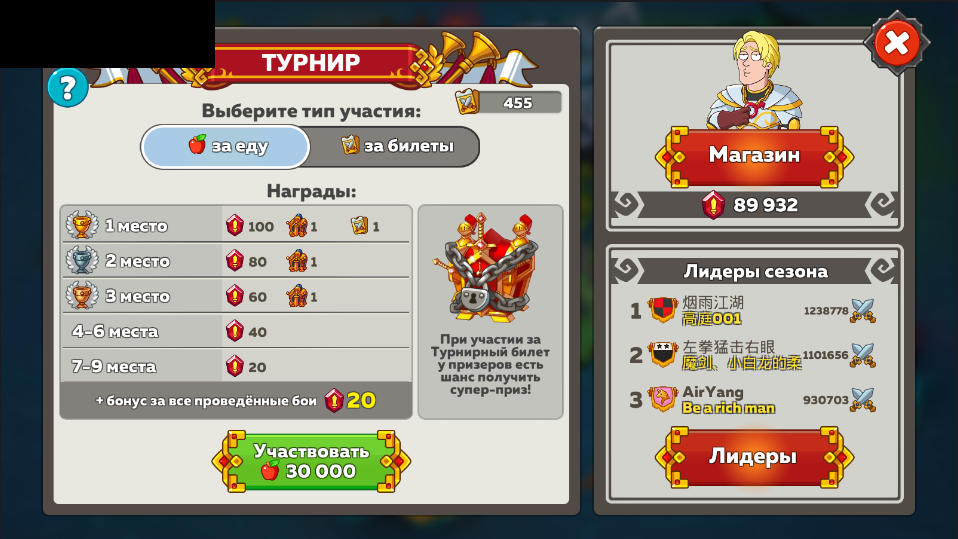 ТУРНИР
?
455
Выберите тип участия:
за еду
за билеты
Награды:
1 место 100 1 1
2 место 80 1
3 место 60 1
4-6 места 40
7-9 места 20
+ бонус за все проведённые бои 20
При участии за
Турнирный билет
у призеров есть
шанс получить
супер-приз!
Участвовать
30 000
Магазин
89 932
Лидеры сезона
1 烟雨江湖 1238778
高庭001
2 左拳猛击右眼 1101656
魔剑、小白龙的柔
3 AirYang 930703
Be a rich man
Лидеры